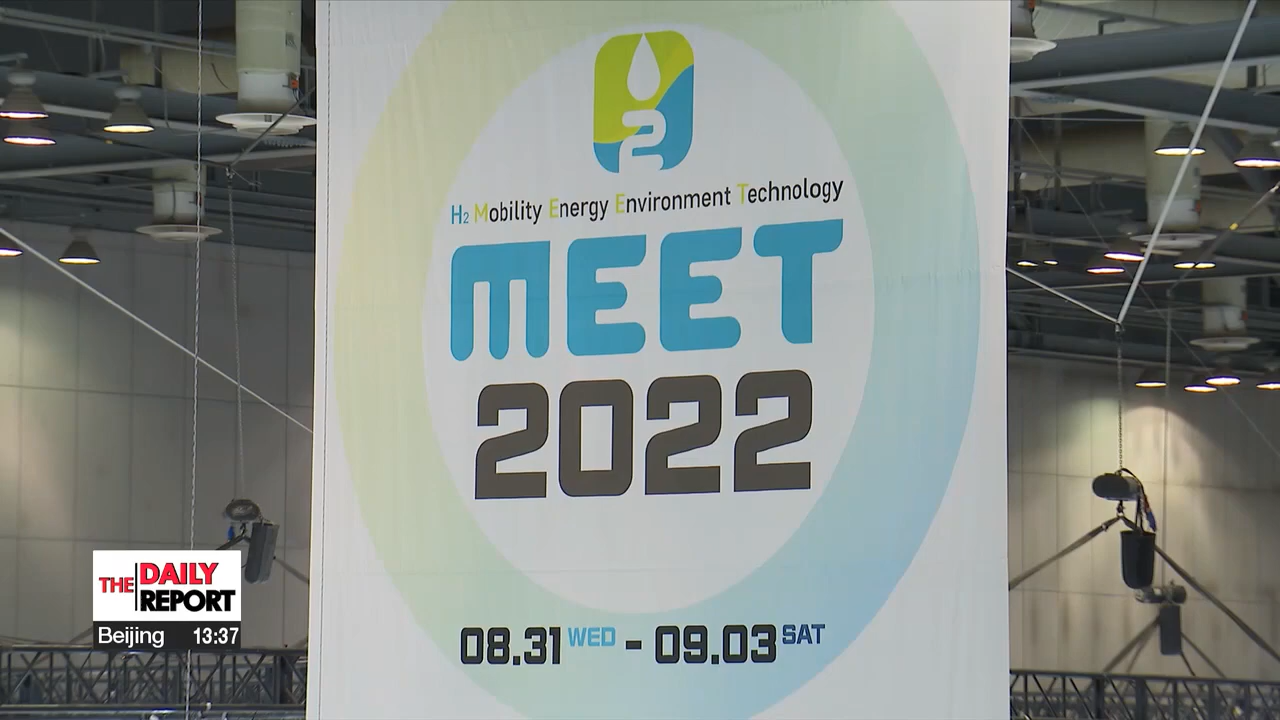 2
H2 Mobility Energy Environment Technology
MEET
2022
08.31 WED - 09.03 SAT
THE DAILY REPORT
Beijing 13:37